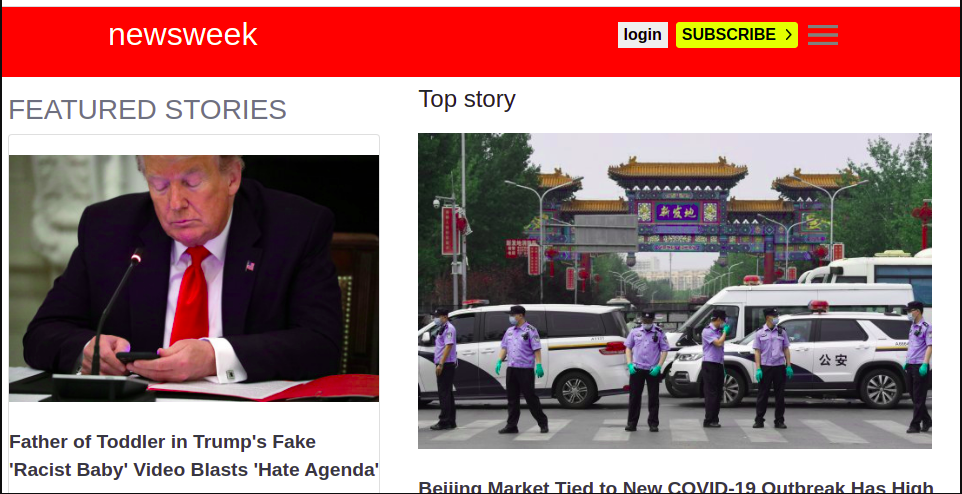 newsweek
login
SUBSCRIBE
FEATURED STORIES
Top story
新发地
公安
Father of Toddler in Trump's Fake
'Racist Baby' Video Blasts 'Hate Agenda'
Beijing Market Tied to New COVID-19 Outbreak Has High